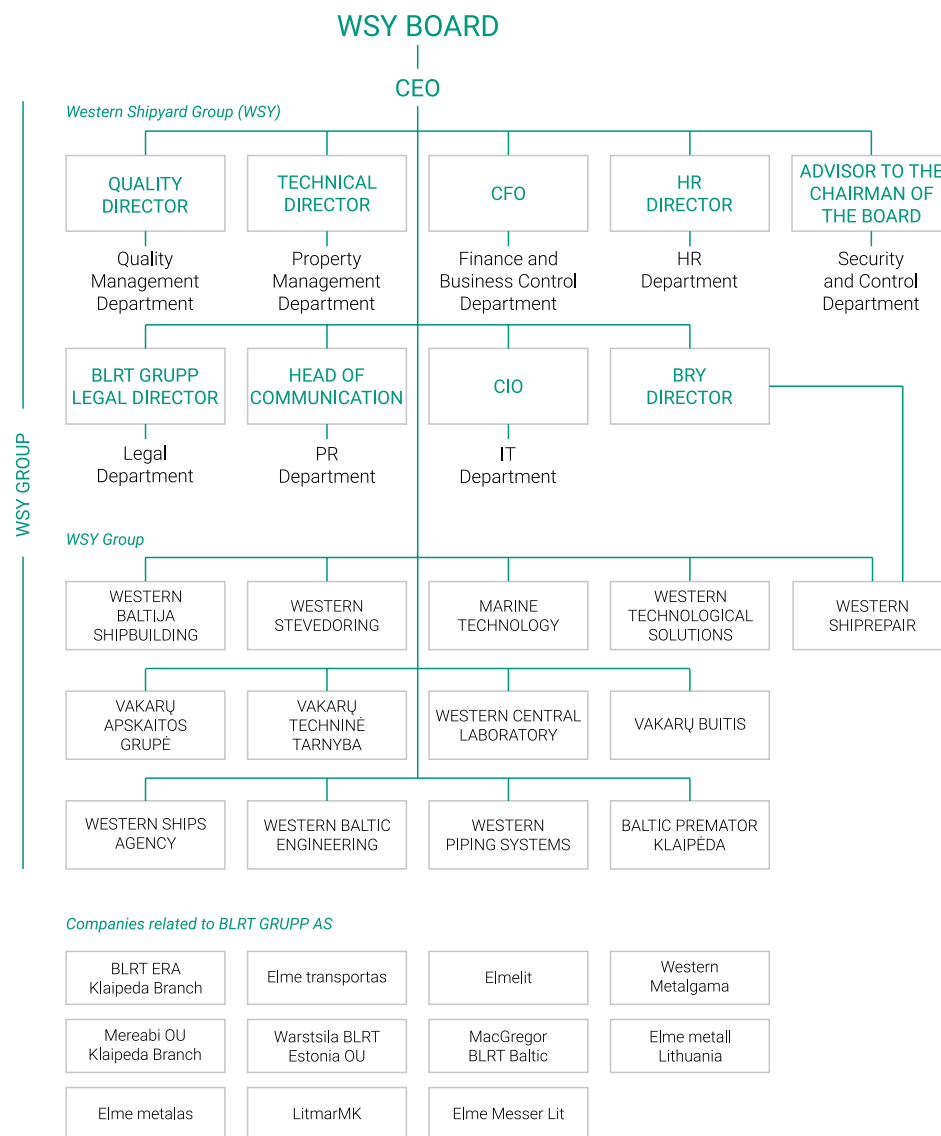 WSY BOARD
CEO
Western Shipyard Group (WSY)
QUALITY
DIRECTOR
TECHNICAL
DIRECTOR
CFO
HR
DIRECTOR
ADVISOR TO THE
CHAIRMAN OF
THE BOARD
Quality
Management
Department
Property
Management
Department
Finance and
Business Control
Department
HR
Department
Security
and Control
Department
BLRT GRUPP
LEGAL DIRECTOR
HEAD OF
COMMUNICATION
CIO
BRY
DIRECTOR
Legal
Department
PR
Department
IT
Department
WSY GROUP
WSY Group
WESTERN
BALTIJA
SHIPBUILDING
WESTERN
STEVEDORING
MARINE
TECHNOLOGY
WESTERN
TECHNOLOGICAL
SOLUTIONS
WESTERN
SHIPREPAIR
VAKARŲ
APSKAITOS
GRUPĖ
VAKARŲ
TECHNINĖ
TARNYBA
WESTERN CENTRAL
LABORATORY
VAKARŲ BUITIS
WESTERN SHIPS
AGENCY
WESTERN BALTIC
ENGINEERING
WESTERN
PIPING SYSTEMS
BALTIC PREMATOR
KLAIPĖDA
Companies related to BLRT GRUPP AS
BLRT ERA
Klaipeda Branch
Elme transportas
Elmelit
Western
Metalgama
Mereabi OU
Klaipeda Branch
Warstsila BLRT
Estonia OU
MacGregor
BLRT Baltic
Elme metall
Lithuania
Elme metalas
LitmarMK
Elme Messer Lit